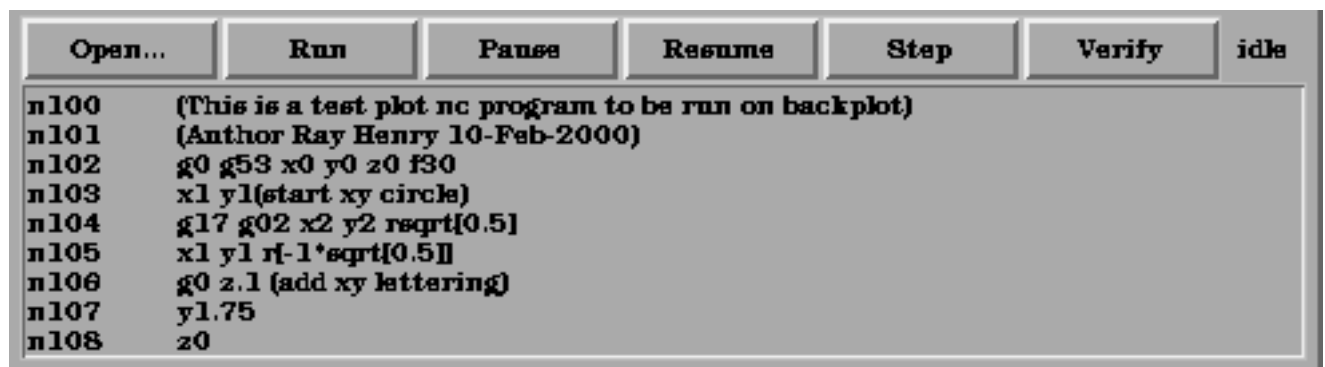 Open... Run Pause Resume Step Verify idle
n100 (This is a test plot nc program to be run on backplot)
n101 (Author Ray Henry 10-Feb-2000)
n102 g0 g53 x0 y0 z0 f30
n103 x1 y1(start xy circle)
n104 g17 g02 x2 y2 rsqrt[0.5]
n105 x1 y1 r[-1*sqrt[0.5]]
n106 g0 z.1 (add xy lettering)
n107 y1.75
n108 z0